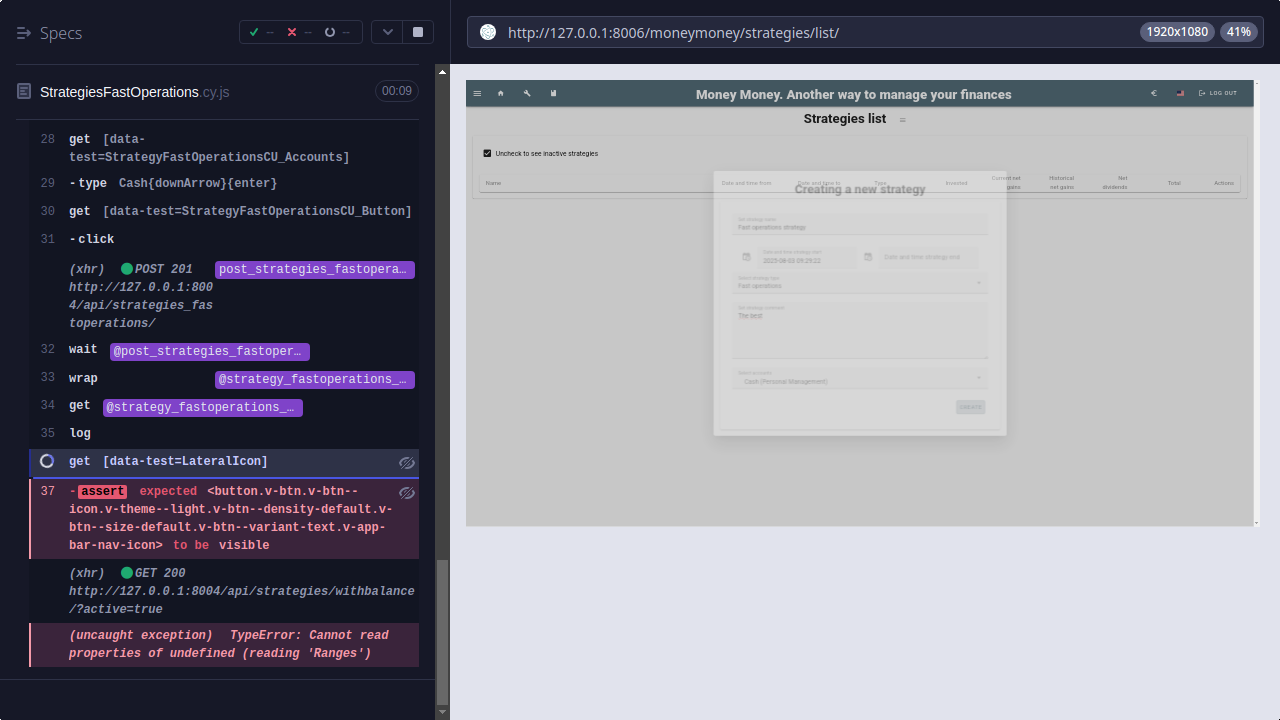 Specs
--
--
--
http://127.0.0.1:8006/moneymoney/strategies/list/
1920x1080
41%
StrategiesFastOperations.cy.js
00:09
28 get [data-
test=StrategyFastOperationsCU_Accounts]
29 -type Cash{downArrow}{enter}
30 get [data-test=StrategyFastOperationsCU_Button]
31 -click
(xhr) POST 201 post_strategies_fastopera…
http://127.0.0.1:800
4/api/strategies_fas
toperations/
32 wait @post_strategies_fastoper…
33 wrap @strategy_fastoperations_…
34 get @strategy_fastoperations_…
35 log
get [data-test=LateralIcon]
37 -assert expected <button.v-btn.v-btn--
icon.v-theme--light.v-btn--density-default.v-
btn--size-default.v-btn--variant-text.v-app-
bar-nav-icon> to be visible
(xhr) GET 200
http://127.0.0.1:8004/api/strategies/withbalance
/?active=true
(uncaught exception) TypeError: Cannot read
properties of undefined (reading 'Ranges')
Money Money. Another way to manage your finances
LOG OUT
Strategies list
Uncheck to see inactive strategies
Name
Date and time from
Date and time to
Type
Invested
Current net
gains
Historical
net gains
Net
dividends
Total
Actions
Creating a new strategy
Set strategy name
Fast operations strategy
Date and time strategy start
2025-08-03 09:29:22
Date and time strategy end
Select strategy type
Fast operations
Set strategy comment
The best
Cash (Personal Management)
CREATE